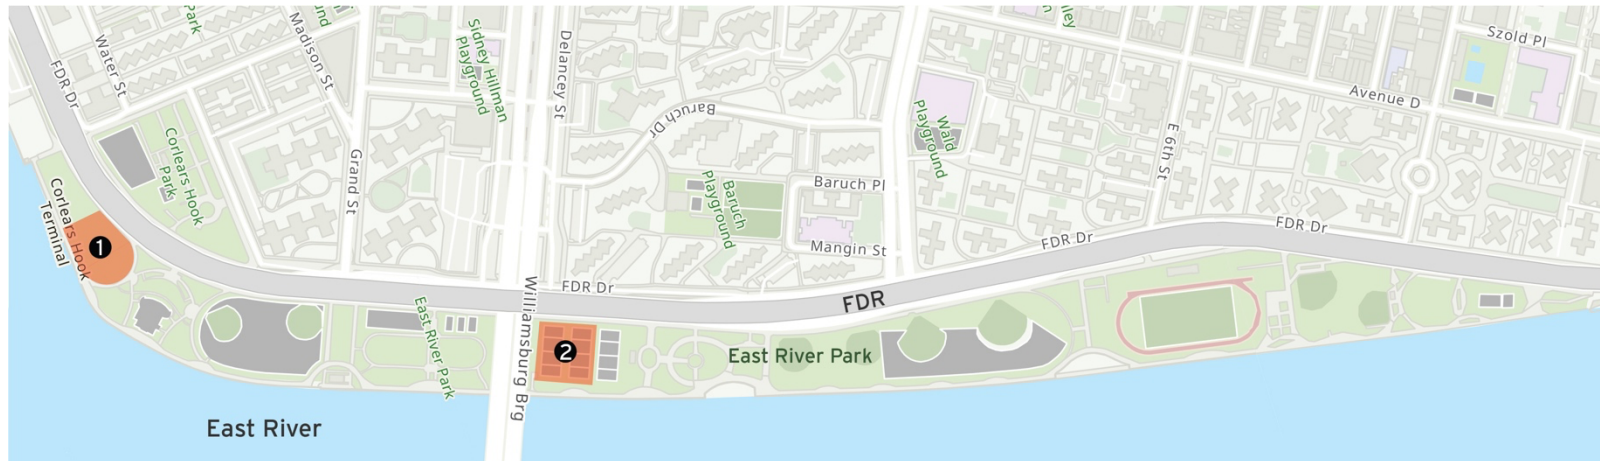 Park
und
Water St
FDR Dr
Madison St
Sidney Hillman
Playground
Delancey St
Szold Pl
Avenue D
Baruch Dr
Wald
Playground
E 6th St
Corlears Hook
Park
Grand St
Baruch
Playground
Baruch Pl
Mangin St
Corlears Hook
Terminal
1
FDR Dr
FDR Dr
FDR Dr
FDR
Williamsburg Brg
East River Park
2
East River Park
East River